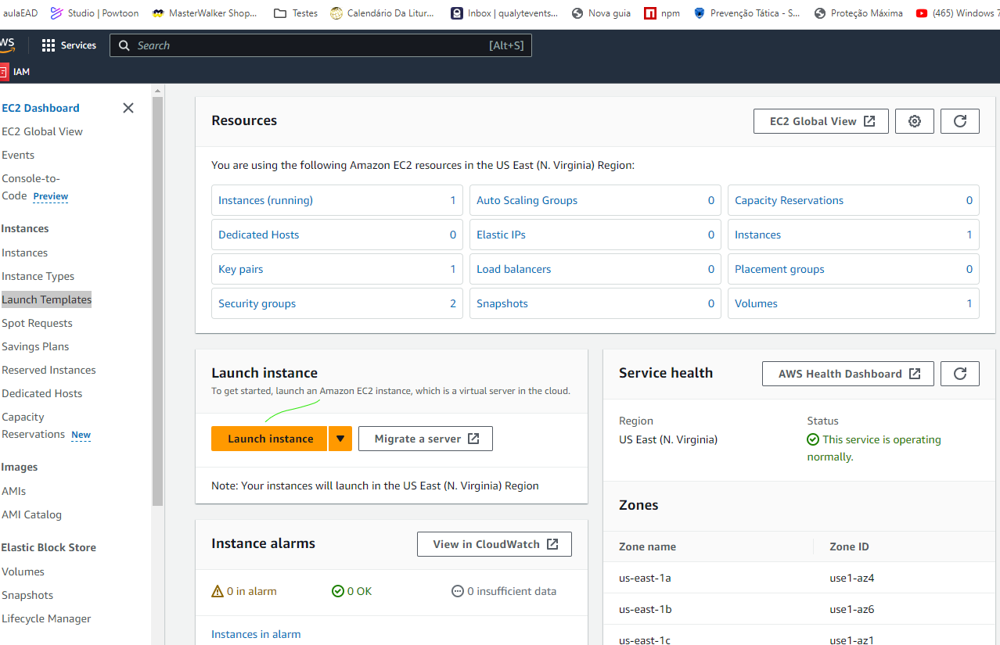 aulaEAD Studio | Powtoon MasterWalker Shop... Testes Calendário Da Litur... Inbox | qualytevents... Nova guia npm Prevenção Tática - S... Proteção Máxima (465) Windows 7
Services Search [Alt+S]
IAM
EC2 Dashboard
EC2 Global View
Events
Console-to-
Code Preview
Instances
Instances
Instance Types
Launch Templates
Spot Requests
Savings Plans
Reserved Instances
Dedicated Hosts
Capacity
Reservations New
Images
AMIs
AMI Catalog
Elastic Block Store
Volumes
Snapshots
Lifecycle Manager
Resources
EC2 Global View
You are using the following Amazon EC2 resources in the US East (N. Virginia) Region:
Instances (running) 1 Auto Scaling Groups 0 Capacity Reservations 0
Dedicated Hosts 0 Elastic IPs 0 Instances 1
Key pairs 1 Load balancers 0 Placement groups 0
Security groups 2 Snapshots 0 Volumes 1
Launch instance
To get started, launch an Amazon EC2 instance, which is a virtual server in the cloud.
Launch instance Migrate a server
Note: Your instances will launch in the US East (N. Virginia) Region
Instance alarms View in CloudWatch
0 in alarm 0 OK 0 insufficient data
Instances in alarm
Service health AWS Health Dashboard
Region Status
US East (N. Virginia) This service is operating
normally.
Zones
Zone name Zone ID
us-east-1a use1-az4
us-east-1b use1-az6
us-east-1c use1-az1